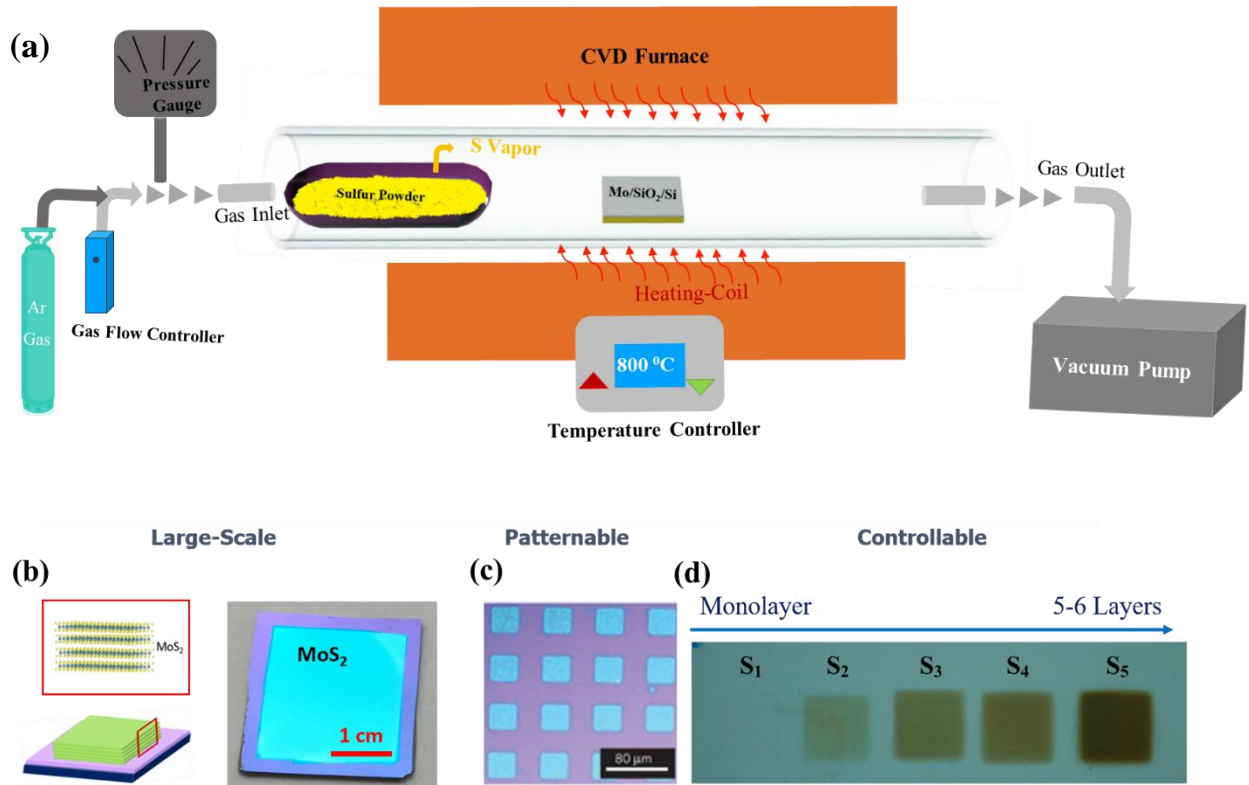 (a)
Pressure
Gauge
CVD Furnace
S Vapor
Sulfur Powder
Mo/SiO₂/Si
Gas Inlet
Gas Outlet
Ar
Gas
Gas Flow Controller
Heating-Coil
800 ⁰C
Temperature Controller
Vacuum Pump
Large-Scale
Patternable
Controllable
(b)
MoS₂
MoS₂
1 cm
(c)
80 μm
(d)
Monolayer
5-6 Layers
S₁ S₂ S₃ S₄ S₅